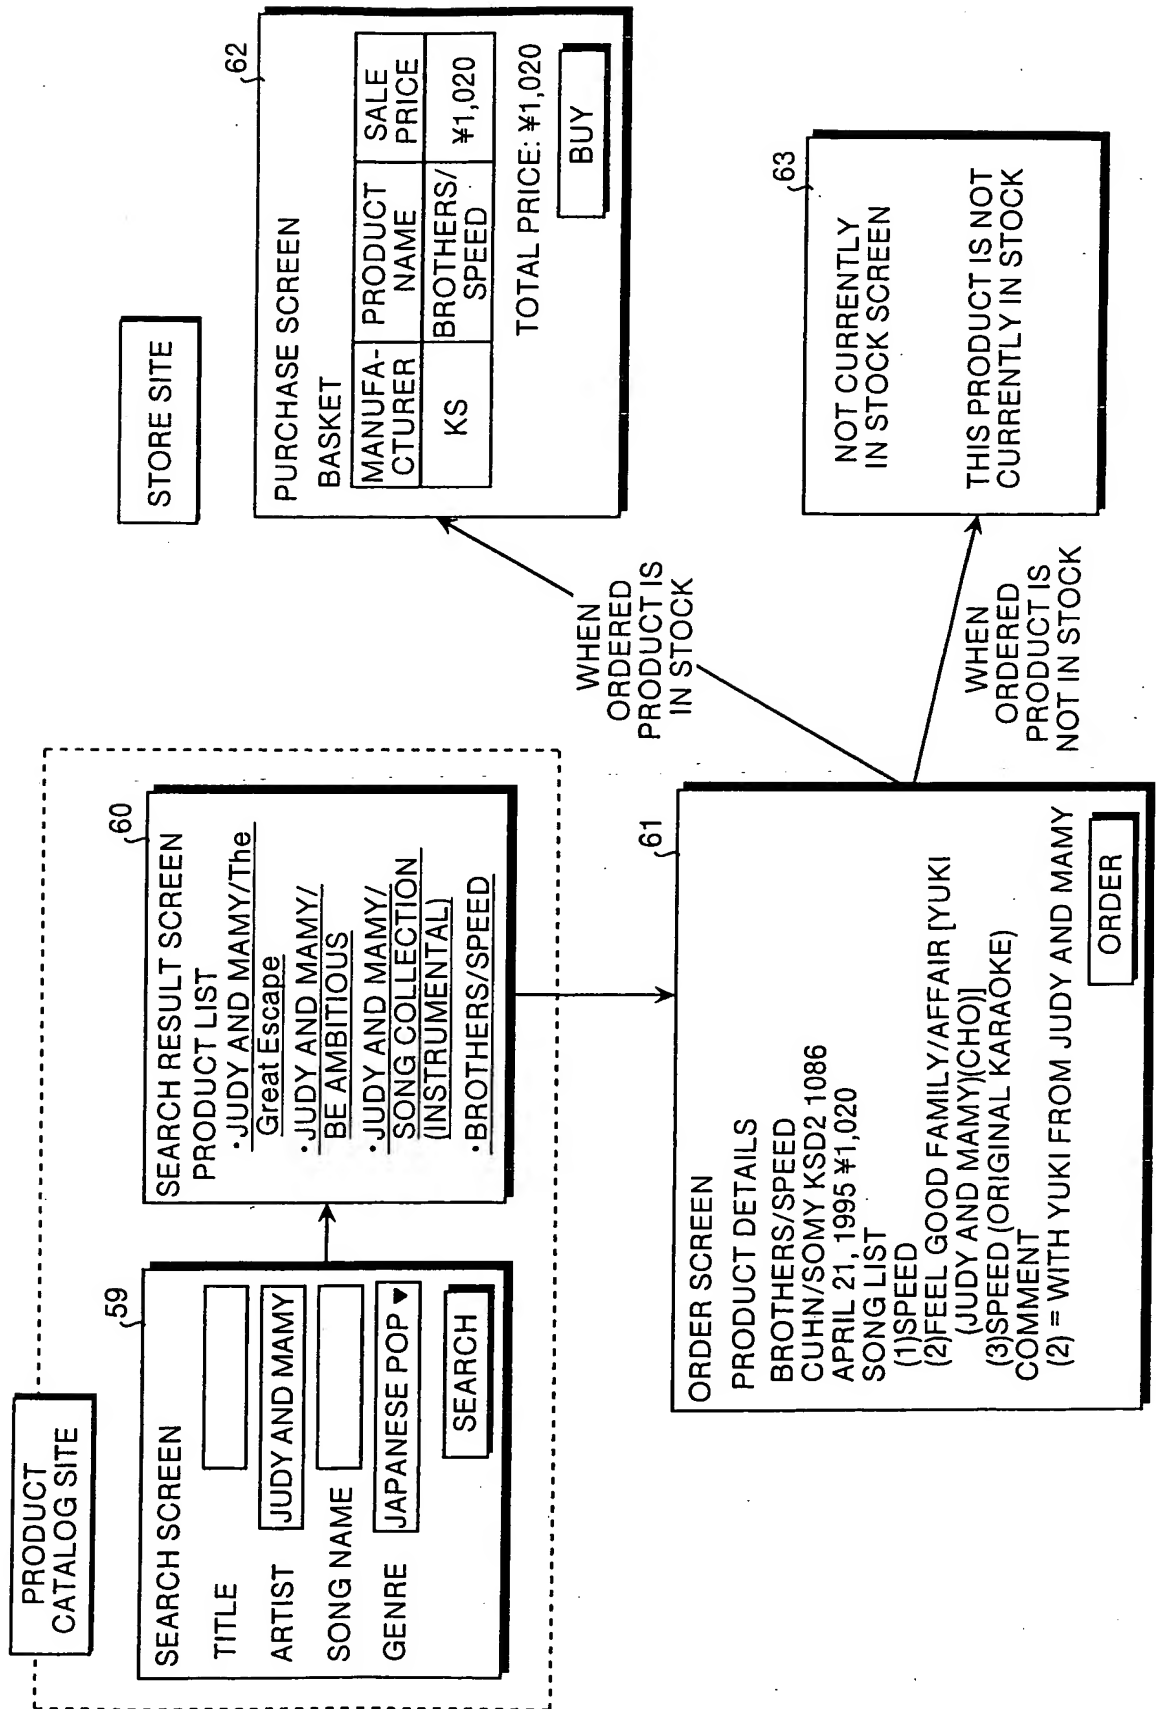 PRODUCT
CATALOG SITE
59
SEARCH SCREEN
TITLE
ARTIST JUDY AND MAMY
SONG NAME
GENRE JAPANESE POP ▼
SEARCH
60
SEARCH RESULT SCREEN
PRODUCT LIST
·JUDY AND MAMY/The
Great Escape
·JUDY AND MAMY/
BE AMBITIOUS
·JUDY AND MAMY/
SONG COLLECTION
(INSTRUMENTAL)
·BROTHERS/SPEED
61
ORDER SCREEN
PRODUCT DETAILS
BROTHERS/SPEED
CUHN/SOMY KSD2 1086
APRIL 21, 1995 ¥1,020
SONG LIST
(1)SPEED
(2)FEEL GOOD FAMILY/AFFAIR [YUKI
(JUDY AND MAMY)(CHO)]
(3)SPEED (ORIGINAL KARAOKE)
COMMENT
(2) = WITH YUKI FROM JUDY AND MAMY
ORDER
WHEN
ORDERED
PRODUCT IS
IN STOCK
WHEN
ORDERED
PRODUCT IS
NOT IN STOCK
STORE SITE
62
PURCHASE SCREEN
BASKET
MANUFA-
CTURER
PRODUCT
NAME
SALE
PRICE
KS
BROTHERS/
SPEED
¥1,020
TOTAL PRICE: ¥1,020
BUY
63
NOT CURRENTLY
IN STOCK SCREEN
THIS PRODUCT IS NOT
CURRENTLY IN STOCK